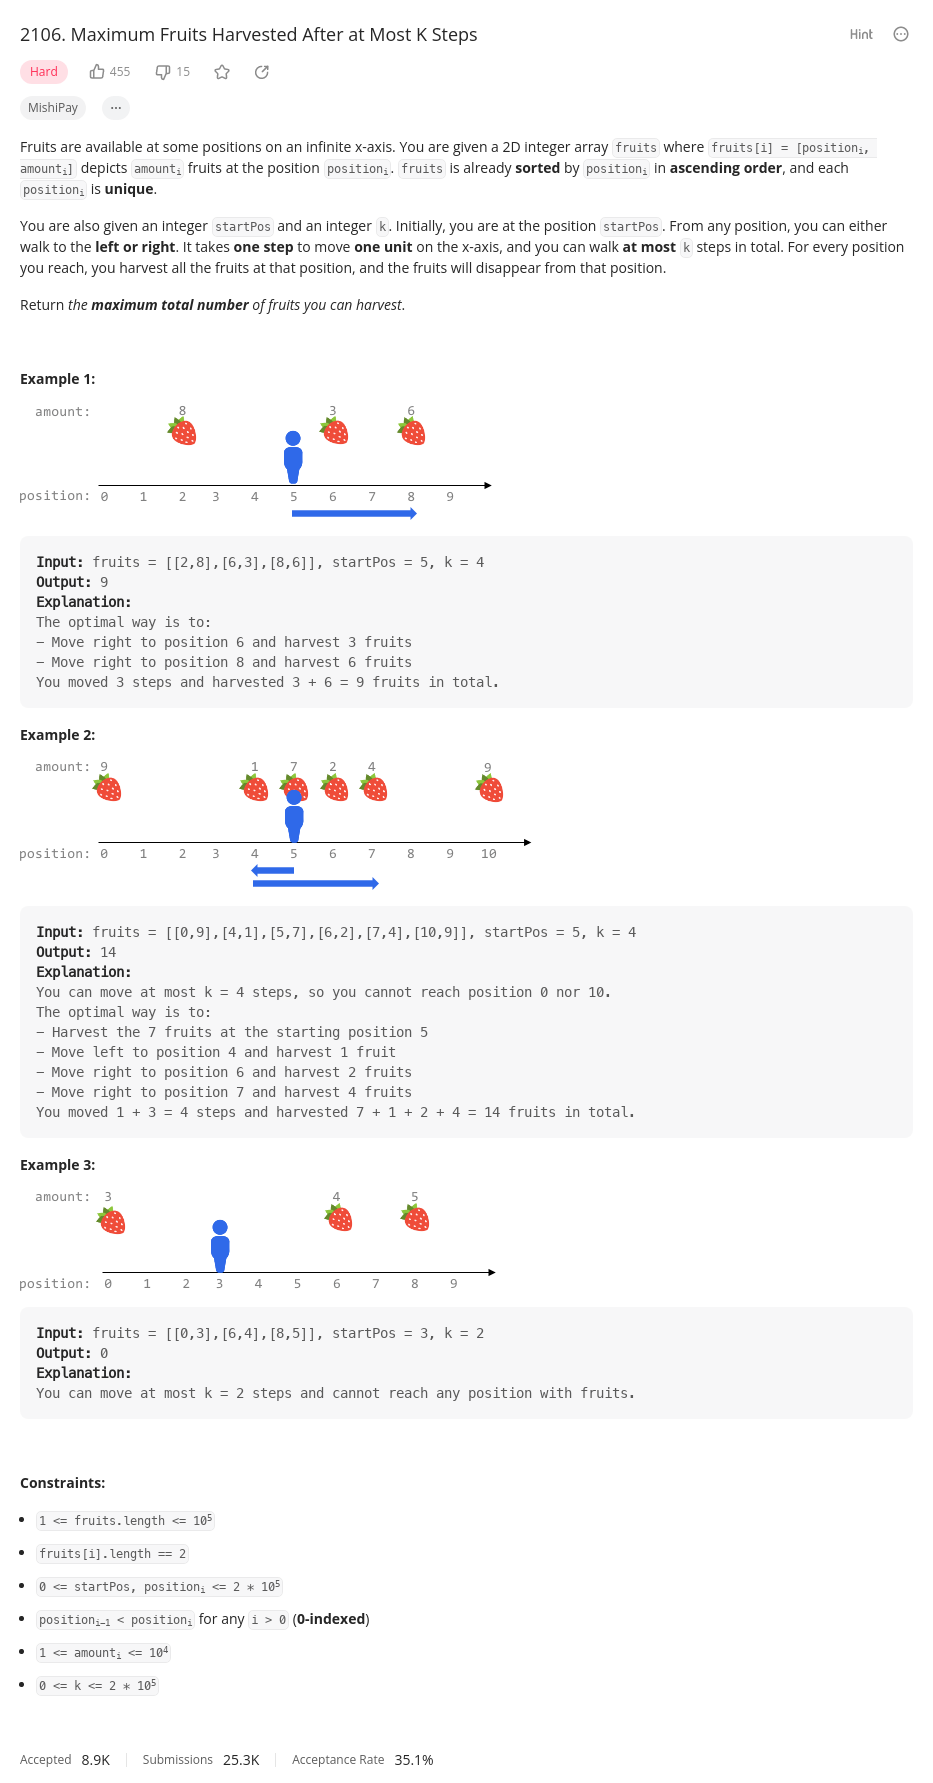 2106. Maximum Fruits Harvested After at Most K Steps
Hint
Hard 455 15
MishiPay ...
Fruits are available at some positions on an infinite x-axis. You are given a 2D integer array fruits where fruits[i] = [positionᵢ,
amountᵢ] depicts amountᵢ fruits at the position positionᵢ. fruits is already sorted by positionᵢ in ascending order, and each
positionᵢ is unique.
You are also given an integer startPos and an integer k. Initially, you are at the position startPos. From any position, you can either
walk to the left or right. It takes one step to move one unit on the x-axis, and you can walk at most k steps in total. For every position
you reach, you harvest all the fruits at that position, and the fruits will disappear from that position.
Return the maximum total number of fruits you can harvest.
Example 1:
amount: 8 3 6
position: 0 1 2 3 4 5 6 7 8 9
Input: fruits = [[2,8],[6,3],[8,6]], startPos = 5, k = 4
Output: 9
Explanation:
The optimal way is to:
- Move right to position 6 and harvest 3 fruits
- Move right to position 8 and harvest 6 fruits
You moved 3 steps and harvested 3 + 6 = 9 fruits in total.
Example 2:
amount: 9 1 7 2 4 9
position: 0 1 2 3 4 5 6 7 8 9 10
Input: fruits = [[0,9],[4,1],[5,7],[6,2],[7,4],[10,9]], startPos = 5, k = 4
Output: 14
Explanation:
You can move at most k = 4 steps, so you cannot reach position 0 nor 10.
The optimal way is to:
- Harvest the 7 fruits at the starting position 5
- Move left to position 4 and harvest 1 fruit
- Move right to position 6 and harvest 2 fruits
- Move right to position 7 and harvest 4 fruits
You moved 1 + 3 = 4 steps and harvested 7 + 1 + 2 + 4 = 14 fruits in total.
Example 3:
amount: 3 4 5
position: 0 1 2 3 4 5 6 7 8 9
Input: fruits = [[0,3],[6,4],[8,5]], startPos = 3, k = 2
Output: 0
Explanation:
You can move at most k = 2 steps and cannot reach any position with fruits.
Constraints:
• 1 <= fruits.length <= 10⁵
• fruits[i].length == 2
• 0 <= startPos, positionᵢ <= 2 * 10⁵
• positionᵢ₋₁ < positionᵢ for any i > 0 (0-indexed)
• 1 <= amountᵢ <= 10⁴
• 0 <= k <= 2 * 10⁵
Accepted 8.9K Submissions 25.3K Acceptance Rate 35.1%